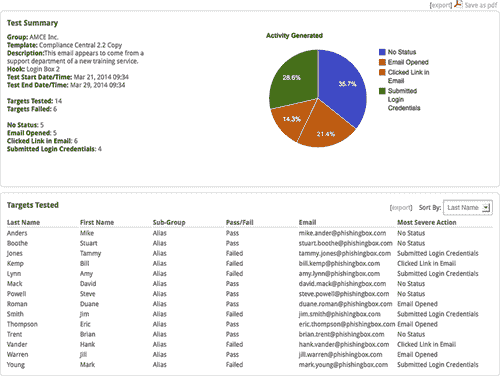 [export] Save as pdf
Test Summary
Group: AMCE Inc.
Template: Compliance Central 2.2 Copy
Description:This email appears to come from a
support department of a new training service.
Hook: Login Box 2
Test Start Date/Time: Mar 21, 2014 09:34
Test End Date/Time: Mar 29, 2014 09:34
Targets Tested: 14
Targets Failed: 6
No Status: 5
Email Opened: 5
Clicked Link in Email: 6
Submitted Login Credentials: 4
Activity Generated
35.7%
21.4%
14.3%
28.6%
No Status
Email Opened
Clicked Link in
Email
Submitted
Login
Credentials
Targets Tested
[export] Sort By: Last Name
Last Name First Name Sub-Group Pass/Fail Email Most Severe Action
Anders Mike Alias Pass mike.ander@phishingbox.com No Status
Boothe Stuart Alias Pass stuart.boothe@phishingbox.com No Status
Jones Tammy Alias Failed tammy.jones@phishingbox.com Submitted Login Credentials
Kemp Bill Alias Failed bill.kemp@phishingbox.com Clicked Link in Email
Lynn Amy Alias Failed amy.lynn@phishingbox.com Submitted Login Credentials
Mack David Alias Pass david.mack@phishingbox.com No Status
Powell Steve Alias Pass steve.powell@phishingbox.com No Status
Roman Duane Alias Pass duane.roman@phishingbox.com Email Opened
Smith Jim Alias Failed jim.smith@phishingbox.com Submitted Login Credentials
Thompson Eric Alias Pass eric.thompson@phishingbox.com Email Opened
Trent Brian Alias Pass brian.trent@phishingbox.com No Status
Vander Hank Alias Failed hank.vander@phishingbox.com Clicked Link in Email
Warren Jill Alias Pass jill.warren@phishingbox.com Email Opened
Young Mark Alias Failed mark.young@phishingbox.com Submitted Login Credentials